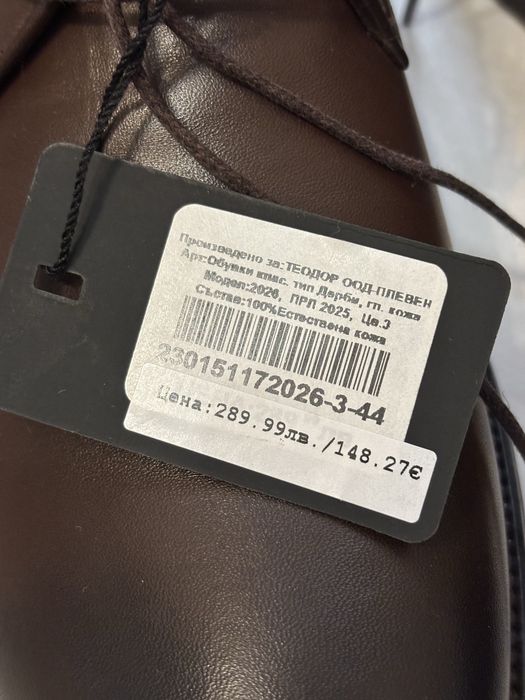 Произведено за:ТЕОДОР ООД-ПЛЕВЕН
Арт:Обувки клас. тип Дерби, гл. кожа
Модел:2026, ПРЛ 2025, Цв.3
Състав:100%Естествена кожа
230151172026-3-44
Цена:289.99лв./148.27€